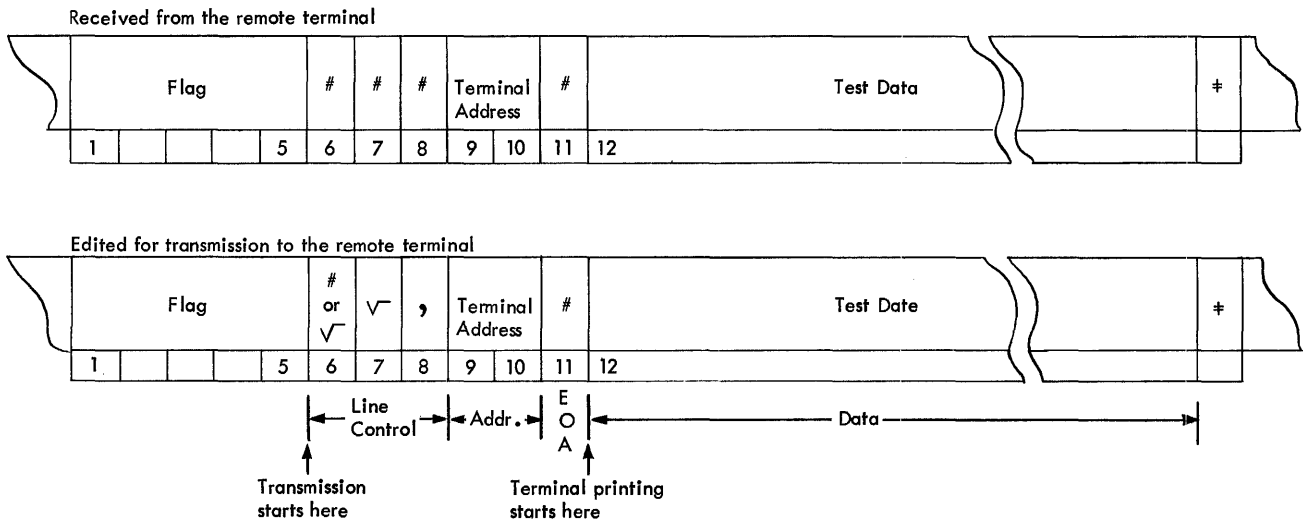 Received from the remote terminal
Flag # # # Terminal Address # Test Data ⧧
1 5 6 7 8 9 10 11 12
Edited for transmission to the remote terminal
Flag # or √ √ , Terminal Address # Test Date ⧧
1 5 6 7 8 9 10 11 12
Line Control Addr. EOA Data
Transmission starts here
Terminal printing starts here